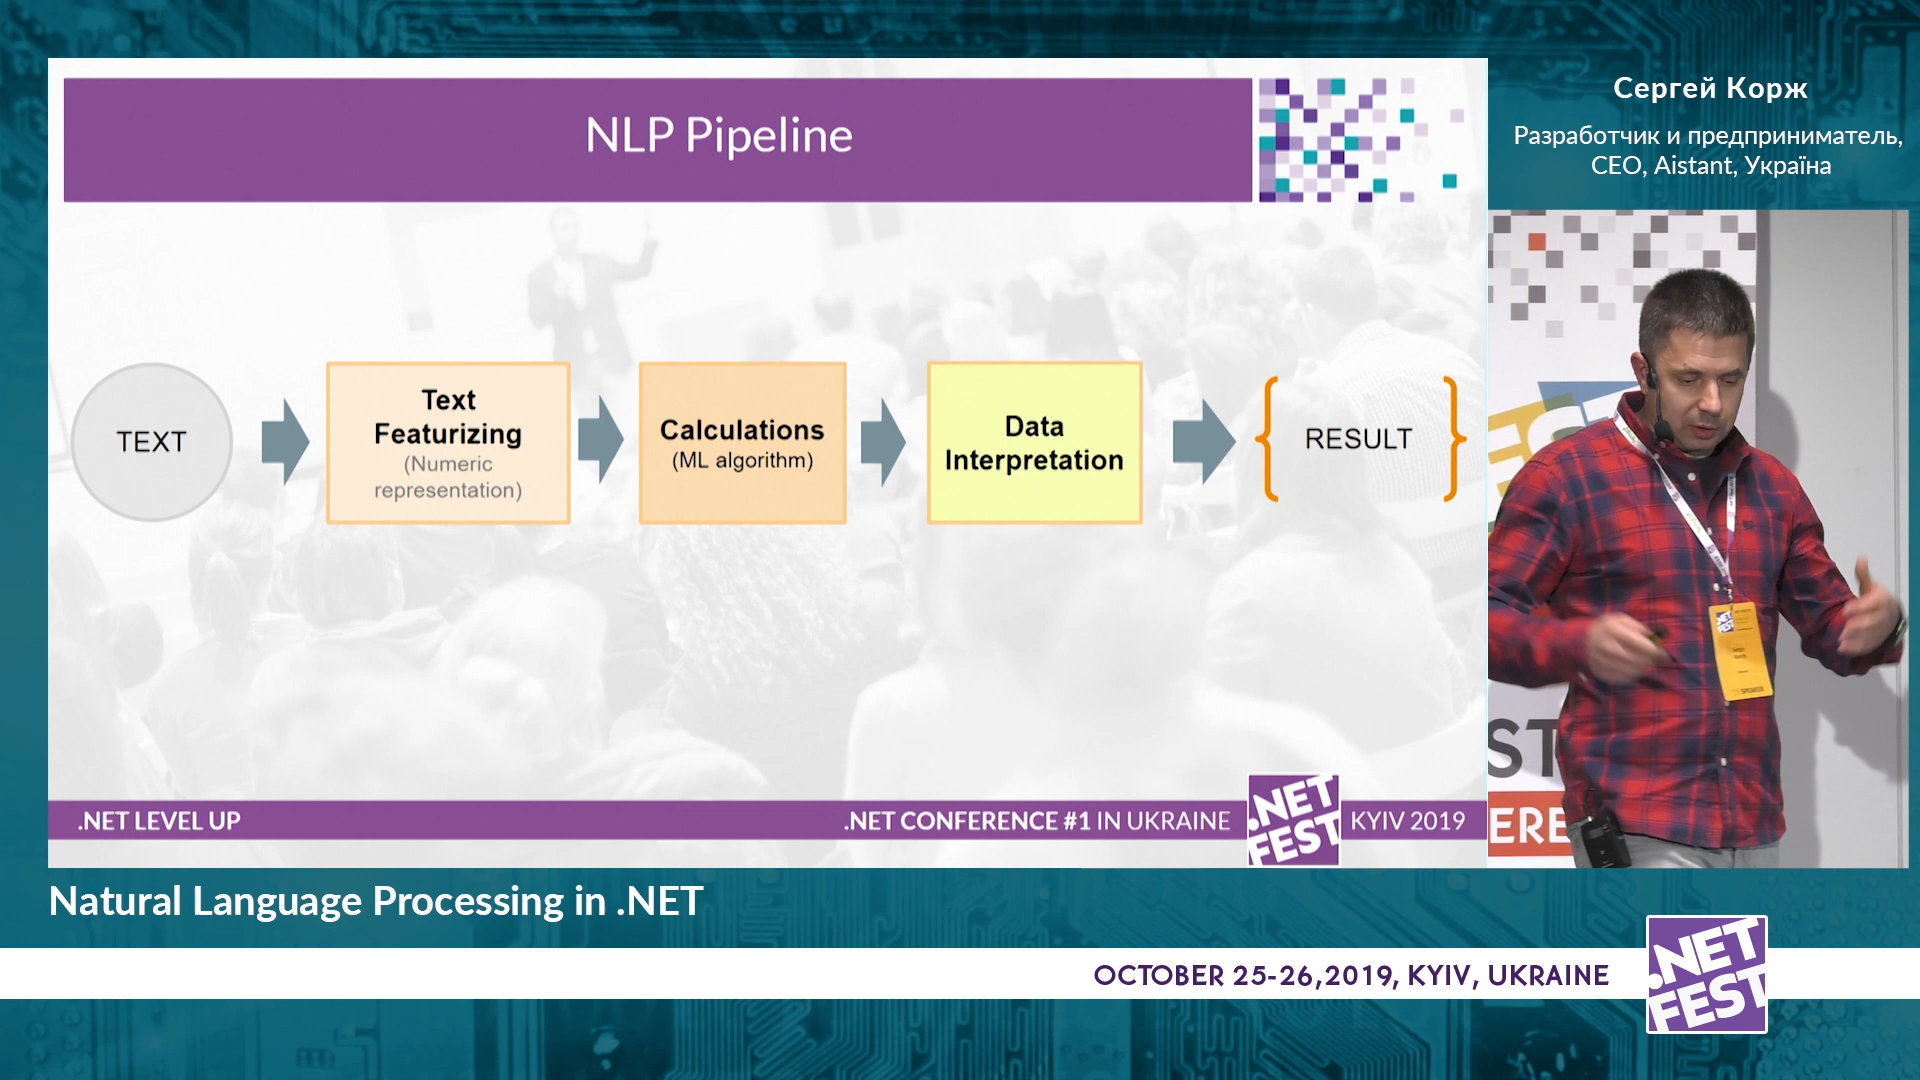 NLP Pipeline
TEXT
Text
Featurizing
(Numeric
representation)
Calculations
(ML algorithm)
Data
Interpretation
RESULT
.NET LEVEL UP
.NET CONFERENCE #1 IN UKRAINE
.NET
FEST
KYIV 2019
Сергей Корж
Разработчик и предприниматель,
CEO, Aistant, Україна
ST
ERE
Natural Language Processing in .NET
OCTOBER 25-26,2019, KYIV, UKRAINE
.NET
FEST